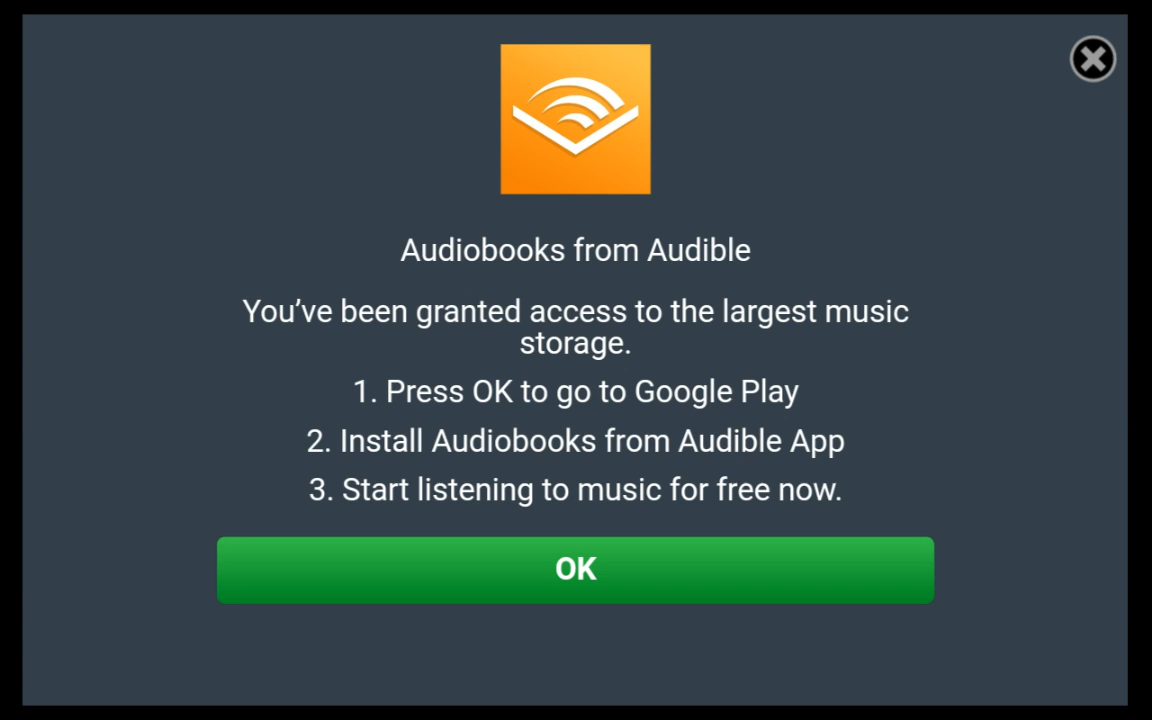 Audiobooks from Audible
You’ve been granted access to the largest music
storage.
1. Press OK to go to Google Play
2. Install Audiobooks from Audible App
3. Start listening to music for free now.
OK